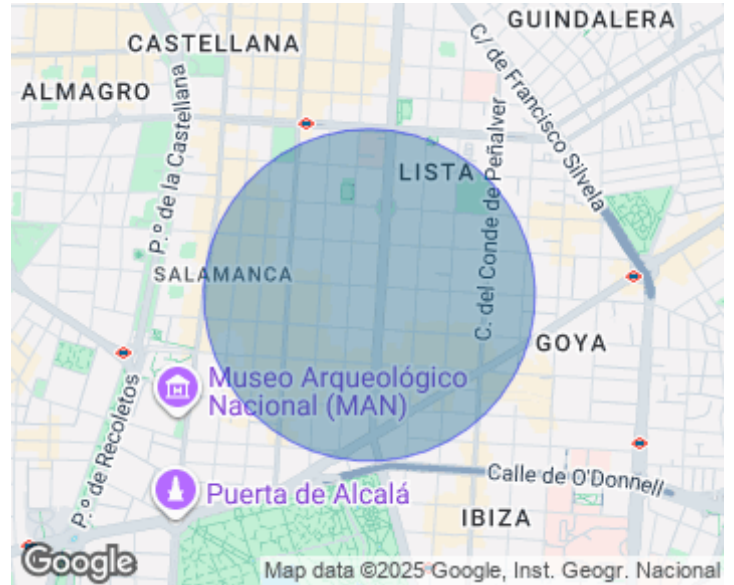 GUINDALERA
CASTELLANA
ALMAGRO
C/ de Francisco Silvela
P.º de la Castellana
LISTA
C. del Conde de Peñalver
SALAMANCA
GOYA
Museo Arqueológico
Nacional (MAN)
P.º de Recoletos
Puerta de Alcalá
Calle de O'Donnell
IBIZA
Google
Map data ©2025 Google, Inst. Geogr. Nacional